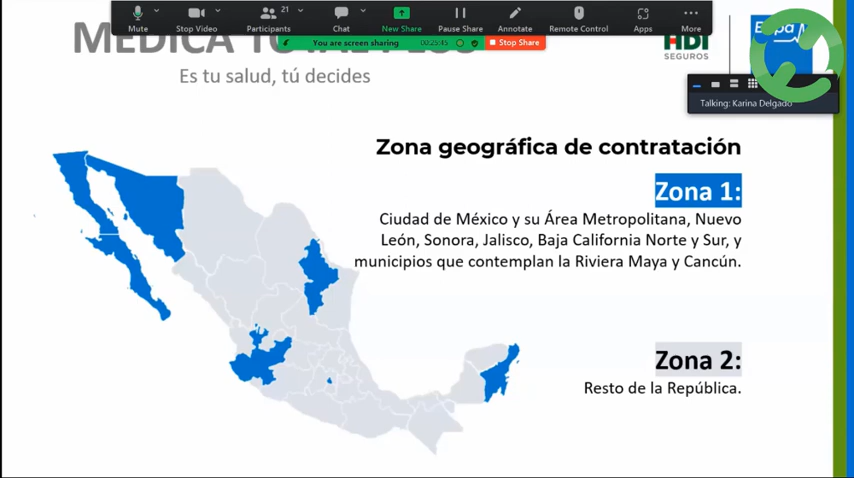 Mute
Stop Video
Participants
21
Chat
New Share
Pause Share
Annotate
Remote Control
Apps
More
You are screen sharing
00:25:45
Stop Share
HDI
SEGUROS
Talking: Karina Delgado
Es tu salud, tú decides
Zona geográfica de contratación
Zona 1:
Ciudad de México y su Área Metropolitana, Nuevo
León, Sonora, Jalisco, Baja California Norte y Sur, y
municipios que contemplan la Riviera Maya y Cancún.
Zona 2:
Resto de la República.